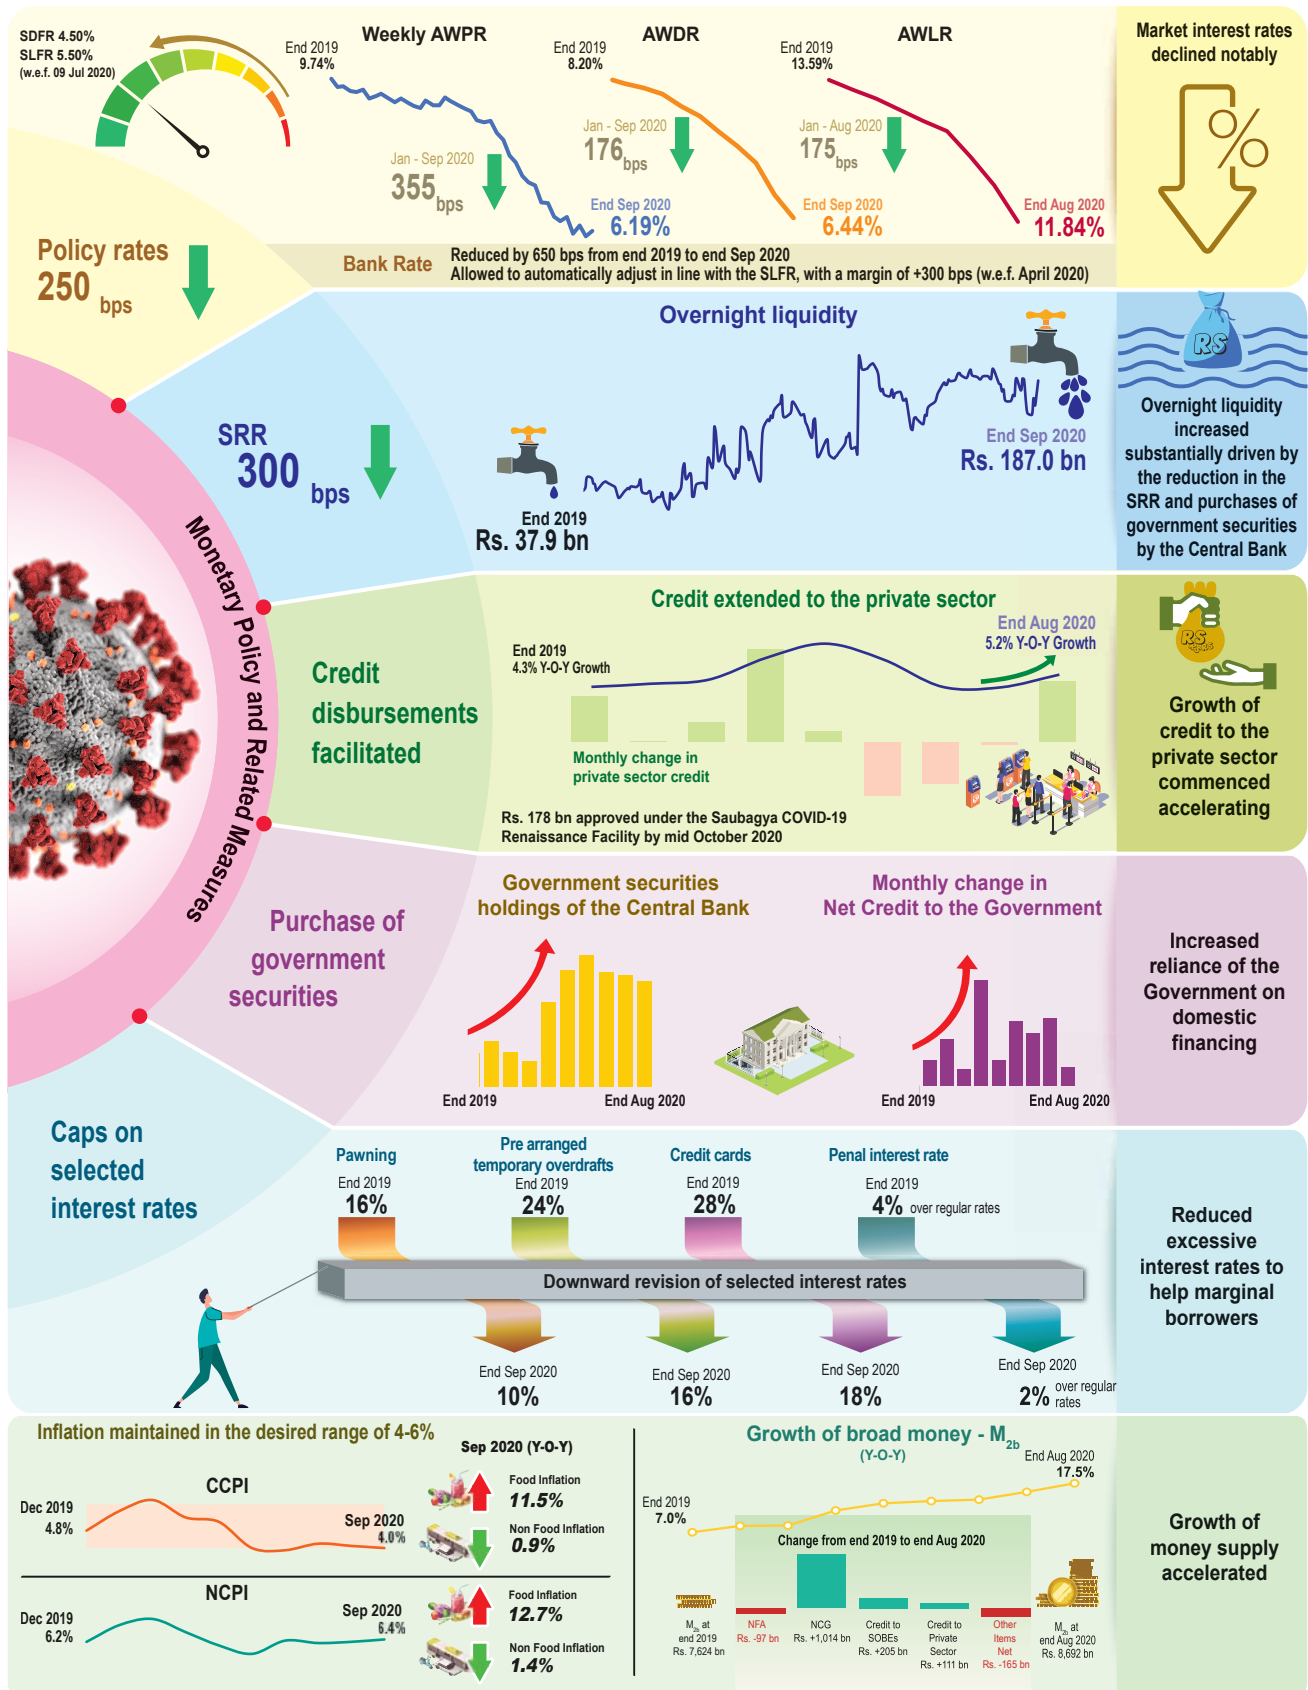 SDFR 4.50%
SLFR 5.50%
(w.e.f. 09 Jul 2020)
Policy rates
250 bps
Weekly AWPR
End 2019
9.74%
Jan - Sep 2020
355 bps
End Sep 2020
6.19%
AWDR
End 2019
8.20%
Jan - Sep 2020
176 bps
End Sep 2020
6.44%
AWLR
End 2019
13.59%
Jan - Aug 2020
175 bps
End Aug 2020
11.84%
Bank Rate
Reduced by 650 bps from end 2019 to end Sep 2020
Allowed to automatically adjust in line with the SLFR, with a margin of +300 bps (w.e.f. April 2020)
Market interest rates
declined notably
%
Monetary Policy and Related Measures
SRR
300 bps
Overnight liquidity
End 2019
Rs. 37.9 bn
End Sep 2020
Rs. 187.0 bn
RS
Overnight liquidity
increased
substantially driven by
the reduction in the
SRR and purchases of
government securities
by the Central Bank
Credit
disbursements
facilitated
Credit extended to the private sector
End 2019
4.3% Y-O-Y Growth
End Aug 2020
5.2% Y-O-Y Growth
Monthly change in
private sector credit
Rs. 178 bn approved under the Saubagya COVID-19
Renaissance Facility by mid October 2020
RS
Growth of
credit to the
private sector
commenced
accelerating
Purchase of
government
securities
Government securities
holdings of the Central Bank
End 2019
End Aug 2020
Monthly change in
Net Credit to the Government
End 2019
End Aug 2020
Increased
reliance of the
Government on
domestic
financing
Caps on
selected
interest rates
Pawning
End 2019
16%
Pre arranged
temporary overdrafts
End 2019
24%
Credit cards
End 2019
28%
Penal interest rate
End 2019
4% over regular rates
Downward revision of selected interest rates
End Sep 2020
10%
End Sep 2020
16%
End Sep 2020
18%
End Sep 2020
2% over regular
rates
Reduced
excessive
interest rates to
help marginal
borrowers
Inflation maintained in the desired range of 4-6%
Sep 2020 (Y-O-Y)
CCPI
Dec 2019
4.8%
Sep 2020
4.0%
Food Inflation
11.5%
Non Food Inflation
0.9%
NCPI
Dec 2019
6.2%
Sep 2020
6.4%
Food Inflation
12.7%
Non Food Inflation
1.4%
Growth of broad money - M2b
(Y-O-Y)
End 2019
7.0%
End Aug 2020
17.5%
Change from end 2019 to end Aug 2020
M2b at
end 2019
Rs. 7,624 bn
NFA
Rs. -97 bn
NCG
Rs. +1,014 bn
Credit to
SOBEs
Rs. +205 bn
Credit to
Private
Sector
Rs. +111 bn
Other
Items
Net
Rs. -165 bn
M2b at
end Aug 2020
Rs. 8,692 bn
Growth of
money supply
accelerated